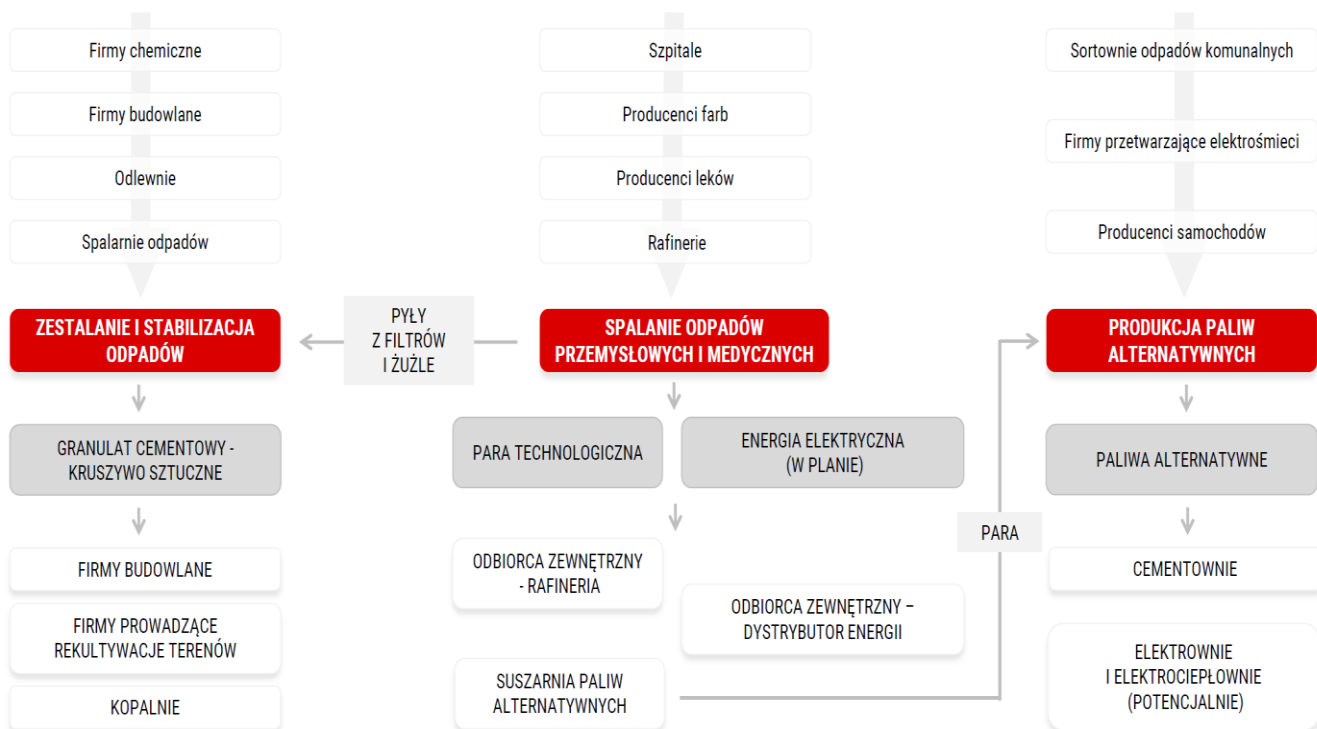 Firmy chemiczne
Firmy budowlane
Odlewnie
Spalarnie odpadów
ZESTALANIE I STABILIZACJA
ODPADÓW
GRANULAT CEMENTOWY -
KRUSZYWO SZTUCZNE
FIRMY BUDOWLANE
FIRMY PROWADZĄCE
REKULTYWACJE TERENÓW
KOPALNIE
PYŁY
Z FILTRÓW
I ŻUŻLE
Szpitale
Producenci farb
Producenci leków
Rafinerie
SPALANIE ODPADÓW
PRZEMYSŁOWYCH I MEDYCZNYCH
PARA TECHNOLOGICZNA
ENERGIA ELEKTRYCZNA
(W PLANIE)
ODBIORCA ZEWNĘTRZNY
- RAFINERIA
ODBIORCA ZEWNĘTRZNY –
DYSTRYBUTOR ENERGII
SUSZARNIA PALIW
ALTERNATYWNYCH
PARA
Sortownie odpadów komunalnych
Firmy przetwarzające elektrośmieci
Producenci samochodów
PRODUKCJA PALIW
ALTERNATYWNYCH
PALIWA ALTERNATYWNE
CEMENTOWNIE
ELEKTROWNIE
I ELEKTROCIEPŁOWNIE
(POTENCJALNIE)